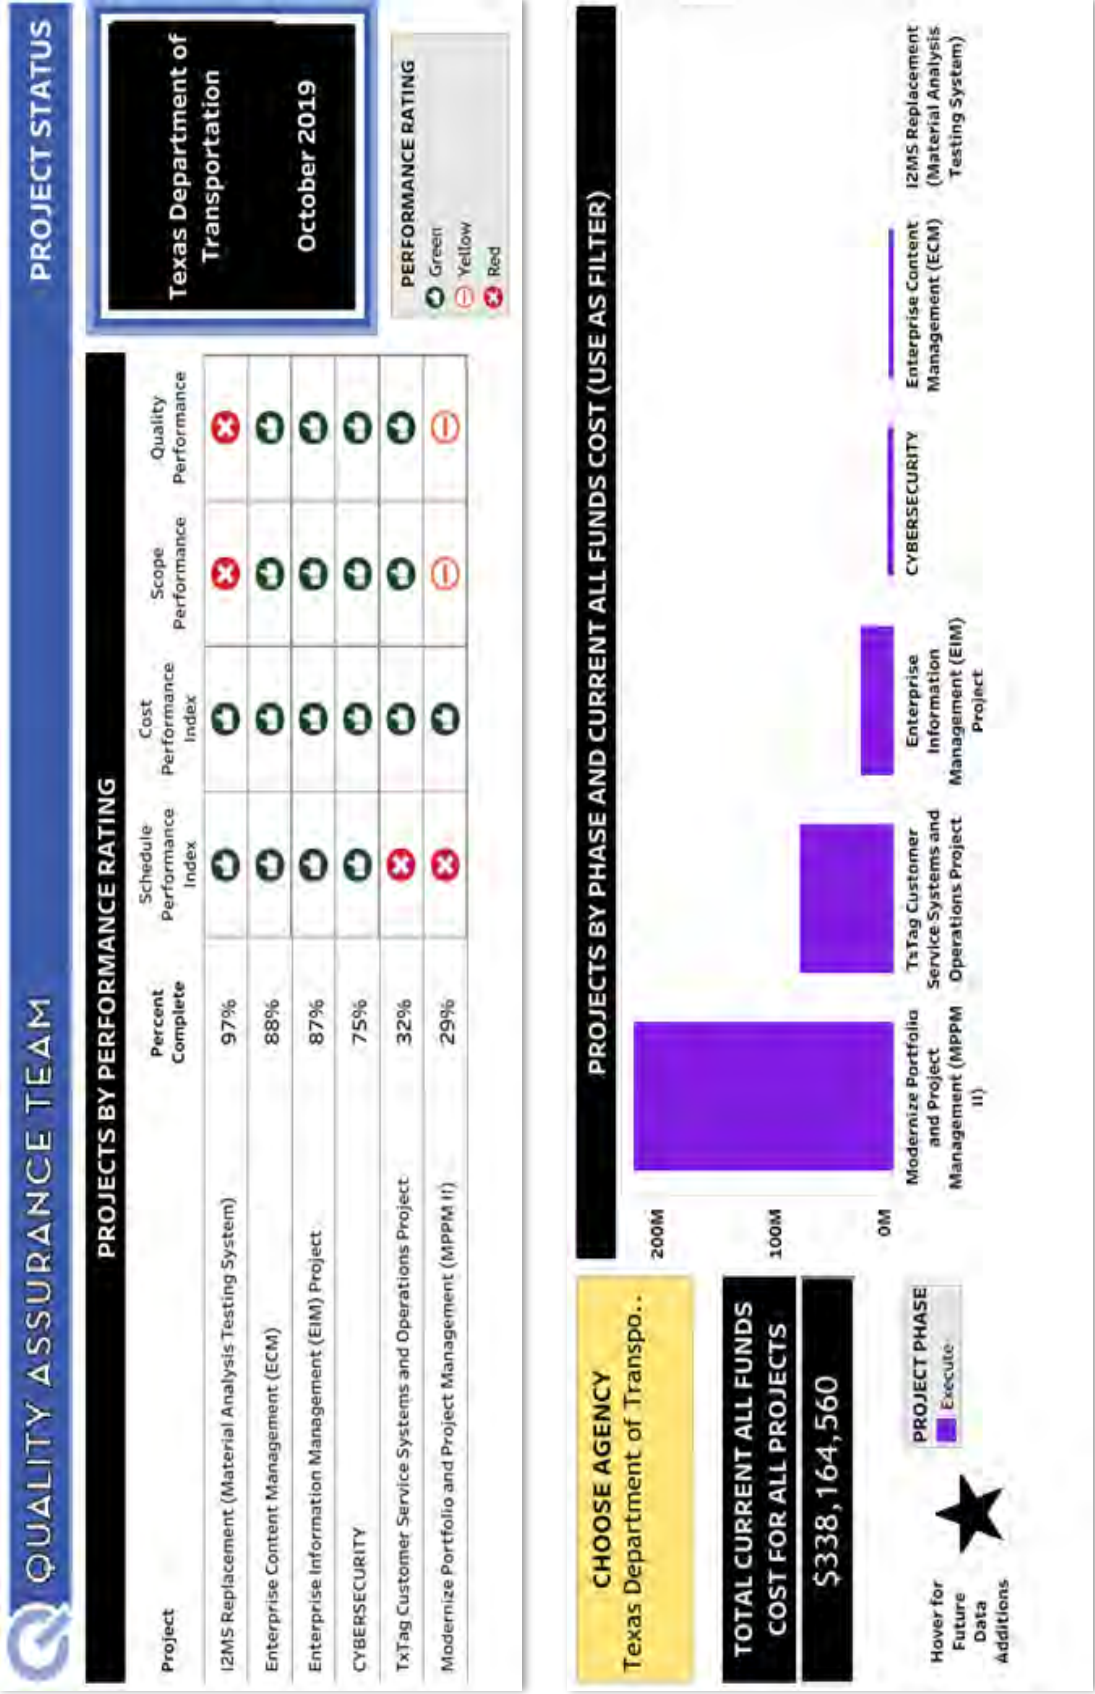 QUALITY ASSURANCE TEAM
PROJECT STATUS
PROJECTS BY PERFORMANCE RATING
Project
Percent
Complete
Schedule
Performance
Index
Cost
Performance
Index
Scope
Performance
Quality
Performance
I2MS Replacement (Material Analysis Testing System) 97%
Enterprise Content Management (ECM) 88%
Enterprise Information Management (EIM) Project 87%
CYBERSECURITY 75%
TxTag Customer Service Systems and Operations Project 32%
Modernize Portfolio and Project Management (MPPM II) 29%
Texas Department of
Transportation
October 2019
PERFORMANCE RATING
Green
Yellow
Red
CHOOSE AGENCY
Texas Department of Transpo..
TOTAL CURRENT ALL FUNDS
COST FOR ALL PROJECTS
$338,164,560
Hover for
Future
Data
Additions
PROJECT PHASE
Execute
PROJECTS BY PHASE AND CURRENT ALL FUNDS COST (USE AS FILTER)
200M
100M
0M
Modernize Portfolio
and Project
Management (MPPM
II)
TxTag Customer
Service Systems and
Operations Project
Enterprise
Information
Management (EIM)
Project
CYBERSECURITY
Enterprise Content
Management (ECM)
I2MS Replacement
(Material Analysis
Testing System)